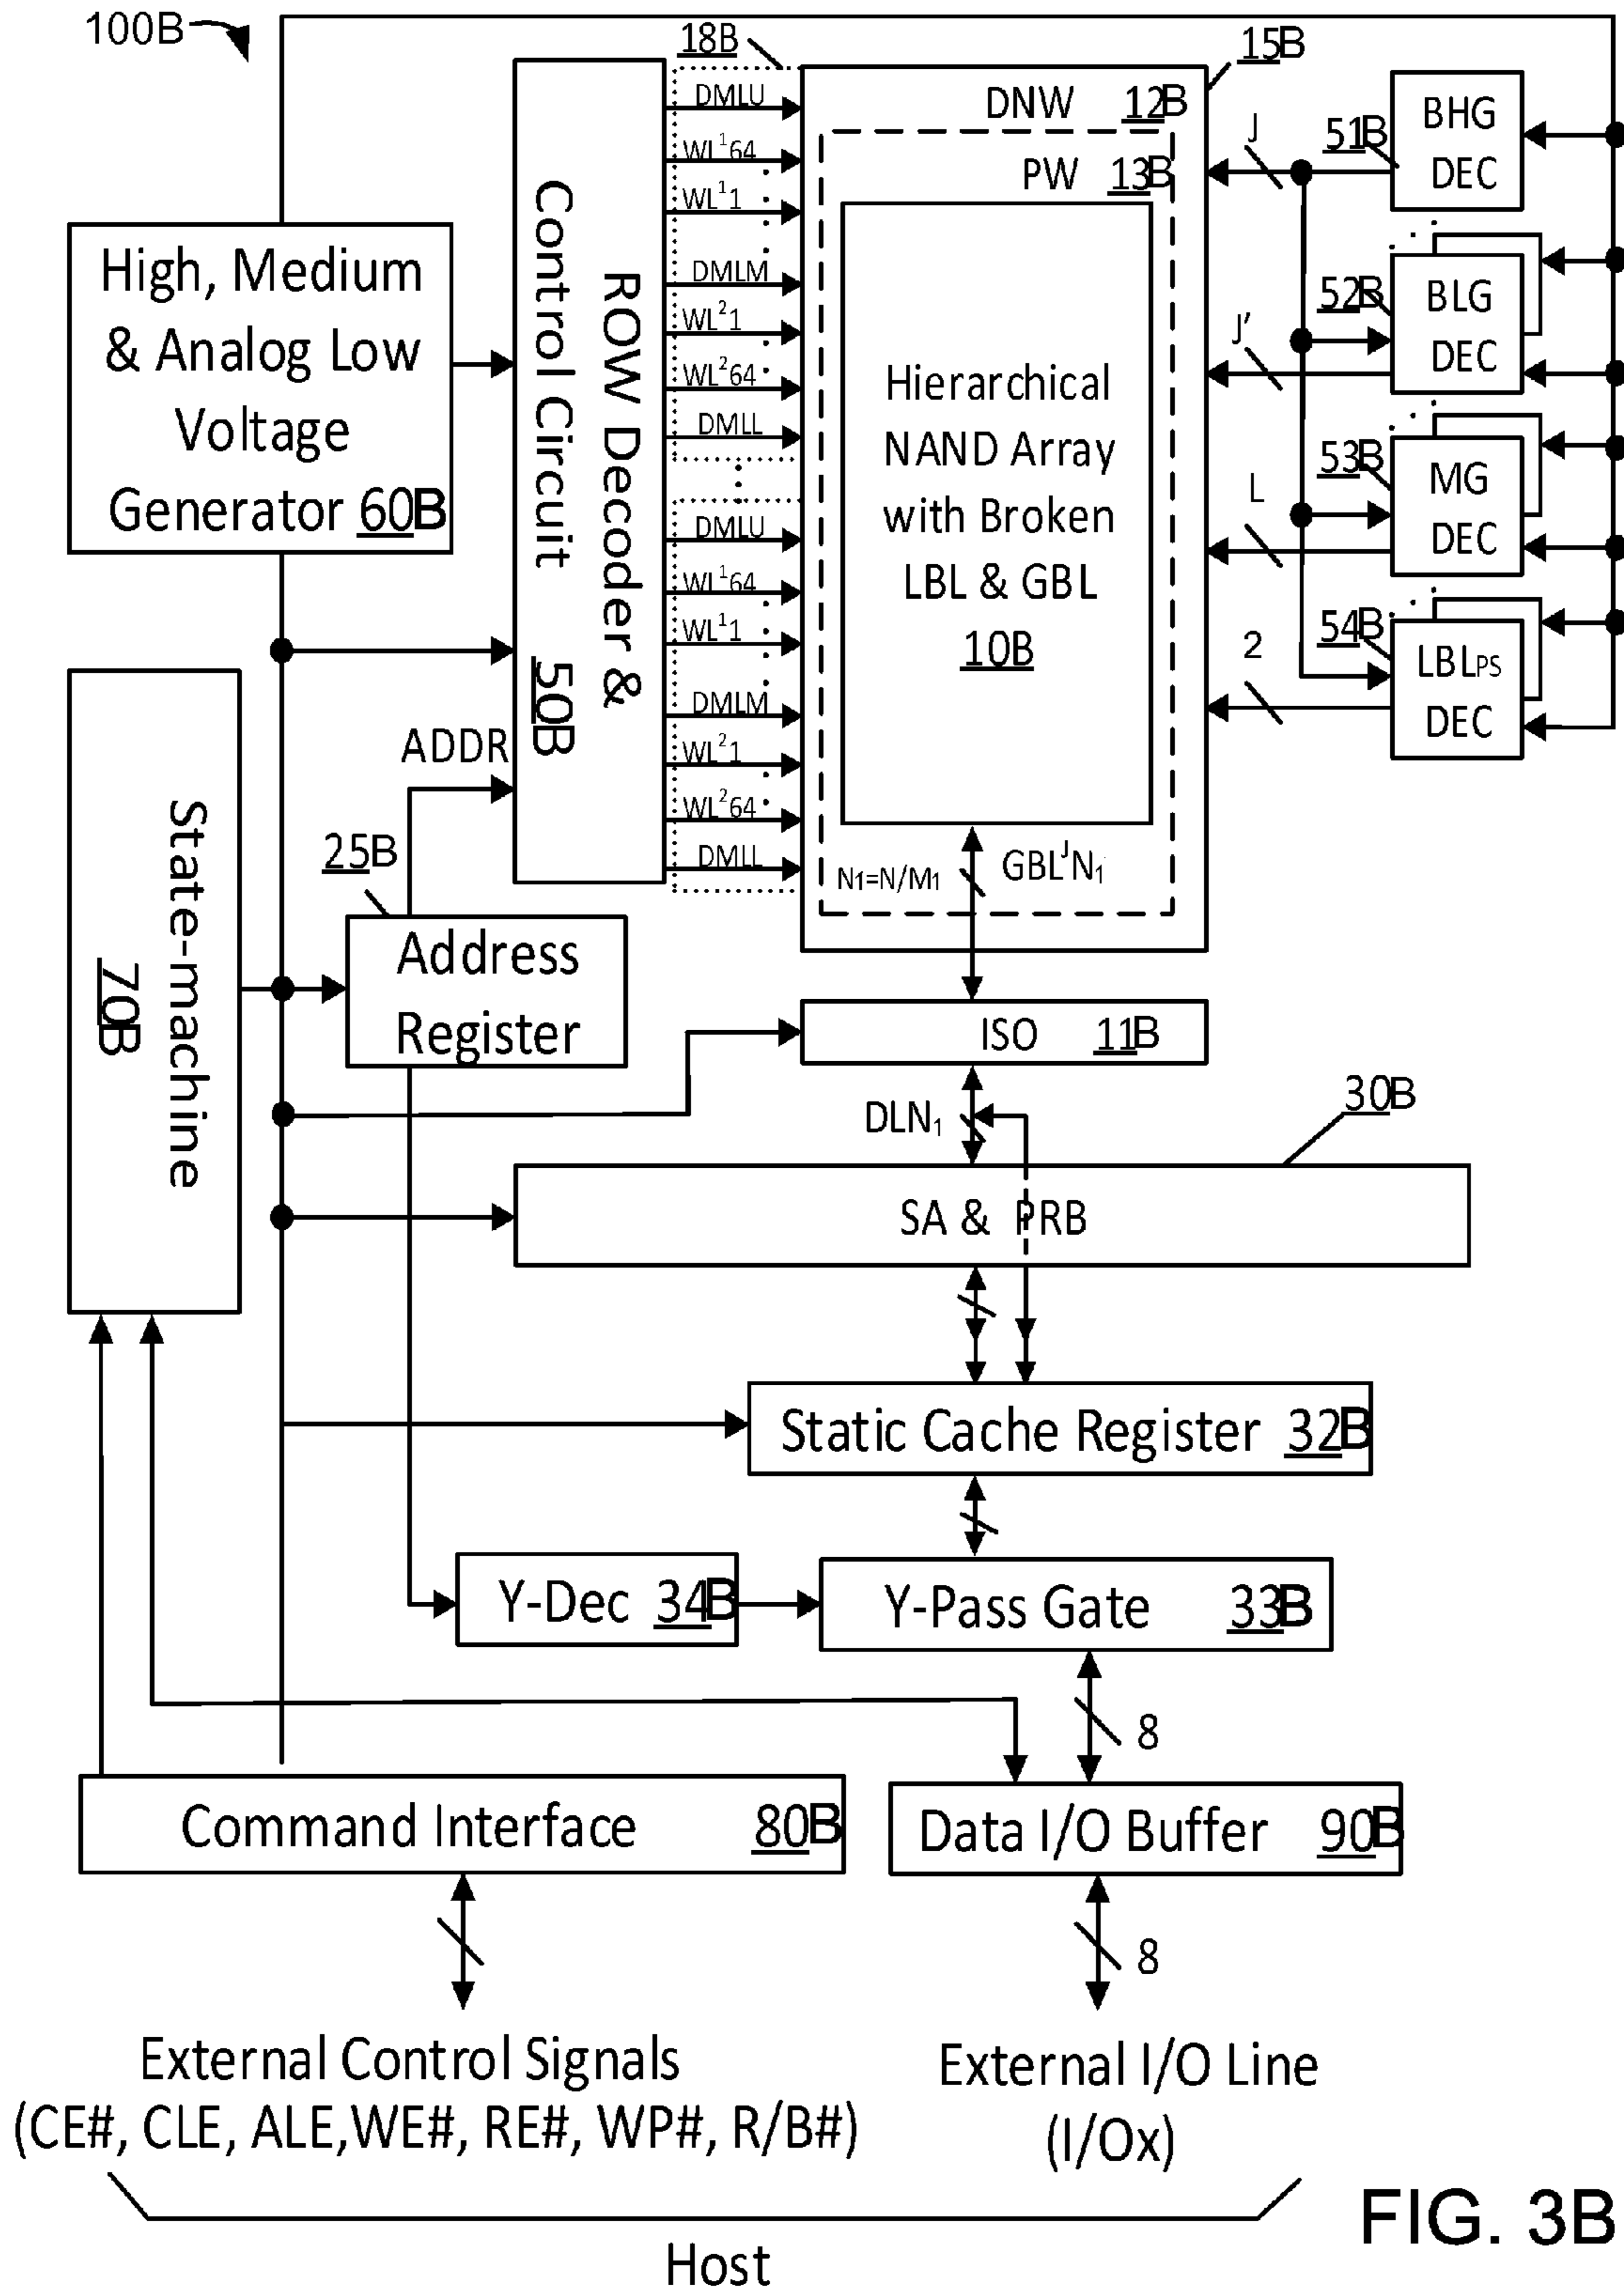 100B
18B
15B
High, Medium
& Analog Low
Voltage
Generator 60B
ROW Decoder &
Control Circuit
50B
DMLU
WL¹64
WL¹1
DMLM
WL²1
WL²64
DMLL
DMLU
WL¹64
WL¹1
DMLM
WL²1
WL²64
DMLL
DNW 12B
PW 13B
Hierarchical
NAND Array
with Broken
LBL & GBL
10B
N₁=N/M₁
GBLᴶN₁
J
J'
L
2
51B
BHG
DEC
52B
BLG
DEC
53B
MG
DEC
54B
LBLPS
DEC
State-machine
70B
ADDR
25B
Address
Register
ISO 11B
DLN₁
30B
SA & PRB
Static Cache Register 32B
Y-Dec 34B
Y-Pass Gate 33B
8
Command Interface 80B
Data I/O Buffer 90B
8
External Control Signals
(CE#, CLE, ALE,WE#, RE#, WP#, R/B#)
External I/O Line
(I/Ox)
Host
FIG. 3B